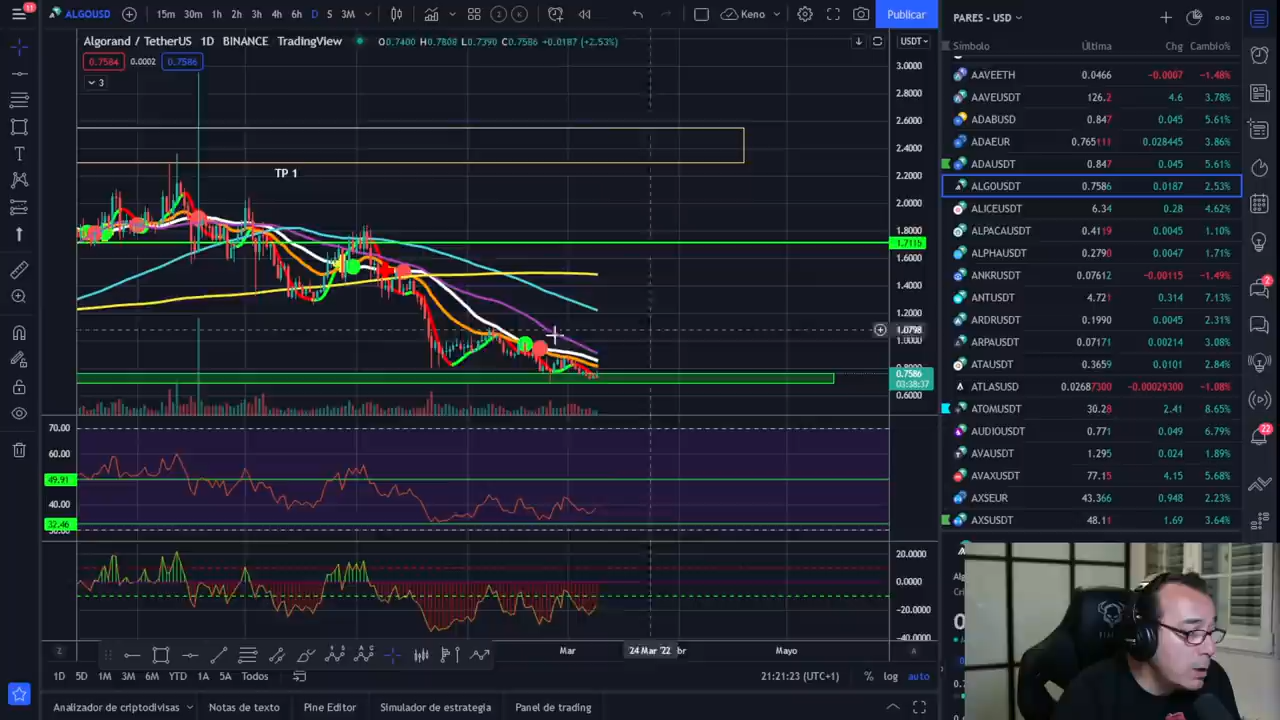 11
ALGOUSD
15m 30m 1h 2h 3h 4h 6h D S 3M
2
Keno
Publicar
PARES - USD
Algorand / TetherUS 1D BINANCE TradingView
O0.7400 H0.7808 L0.7390 C0.7586 +0.0187 (+2.53%)
USDT
0.7584 0.0002 0.7586
3
TP 1
3.0000
2.8000
2.6000
2.4000
2.2000
2.0000
1.8000
1.7115
1.6000
1.4000
1.2000
1.0798
1.0000
0.7586
03:38:37
0.6000
70.00
60.00
49.91
40.00
32.46
20.0000
0.0000
-20.0000
-40.0000
Mar 24 Mar '22 br Mayo
Z
A
1D 5D 1M 3M 6M YTD 1A 5A Todos
21:21:23 (UTC+1) % log auto
Analizador de criptodivisas Notas de texto Pine Editor Simulador de estrategia Panel de trading
Símbolo Última Chg Cambio%
AAVEETH 0.0466 -0.0007 -1.48%
AAVEUSDT 126.2 4.6 3.78%
ADABUSD 0.847 0.045 5.61%
ADAEUR 0.765111 0.028445 3.86%
ADAUSDT 0.847 0.045 5.61%
ALGOUSDT 0.7586 0.0187 2.53%
ALICEUSDT 6.34 0.28 4.62%
ALPACAUSDT 0.4119 0.0045 1.10%
ALPHAUSDT 0.2790 0.0047 1.71%
ANKRUSDT 0.07612 -0.00115 -1.49%
ANTUSDT 4.721 0.314 7.13%
ARDRUSDT 0.1990 0.0045 2.31%
ARPAUSDT 0.07171 0.00214 3.08%
ATAUSDT 0.3659 0.0101 2.84%
ATLASUSD 0.02687300 -0.00029300 -1.08%
ATOMUSDT 30.28 2.41 8.65%
AUDIOUSDT 0.771 0.049 6.79%
AVAUSDT 1.295 0.024 1.89%
AVAXUSDT 77.15 4.15 5.68%
AXSEUR 43.366 0.948 2.23%
AXSUSDT 48.11 1.69 3.64%
2
22